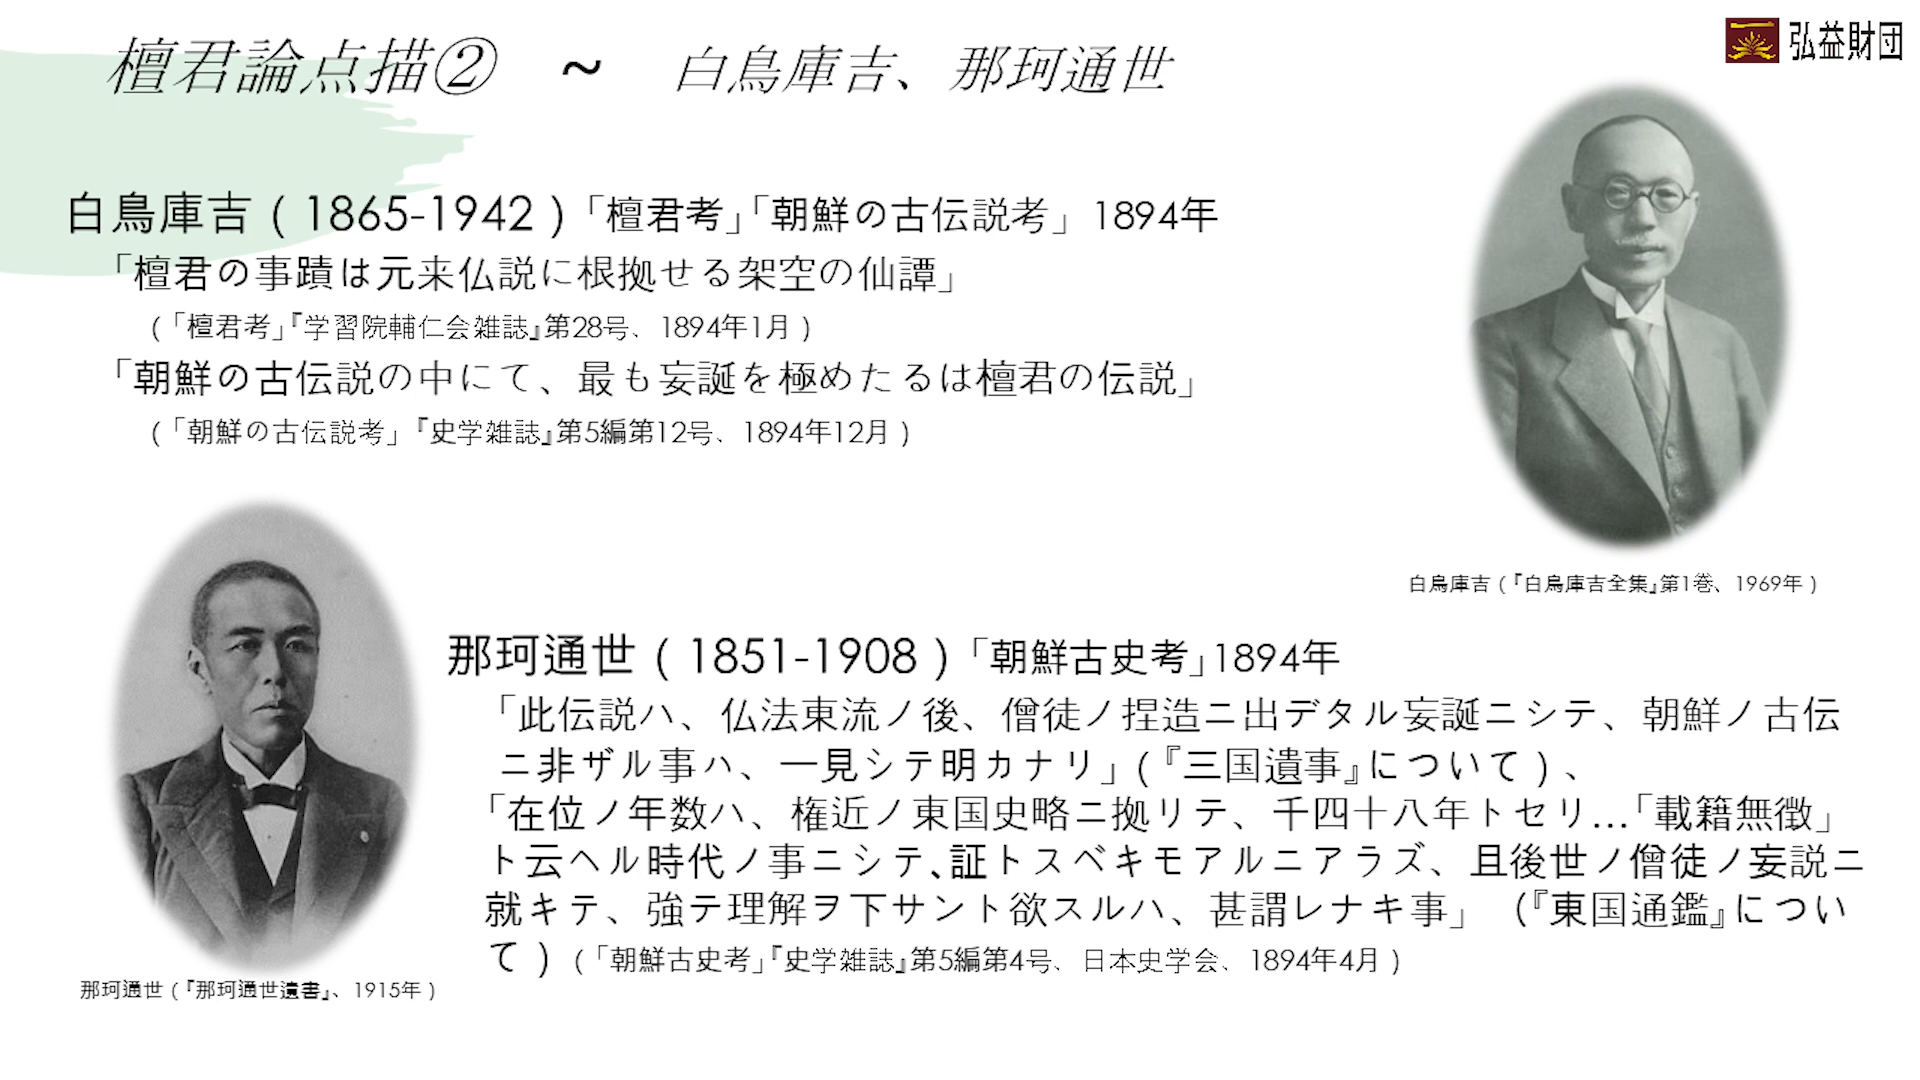 檀君論点描② ~ 白鳥庫吉、那珂通世
弘益財団
白鳥庫吉 ( 1865-1942 )「檀君考」「朝鮮の古伝説考」 1894年
「檀君の事蹟は元来仏説に根拠せる架空の仙譚」
(「檀君考」『学習院輔仁会雑誌』第28号、1894年1月 )
「朝鮮の古伝説の中にて、最も妄誕を極めたるは檀君の伝説」
(「朝鮮の古伝説考」『史学雑誌』第5編第12号、1894年12月 )
白鳥庫吉 (『白鳥庫吉全集』第1巻、1969年 )
那珂通世 ( 1851-1908 )「朝鮮古史考」1894年
「此伝説ハ、仏法東流ノ後、僧徒ノ捏造ニ出デタル妄誕ニシテ、朝鮮ノ古伝
ニ非ザル事ハ、一見シテ明カナリ」(『三国遺事』について ) 、
「在位ノ年数ハ、権近ノ東国史略ニ拠リテ、千四十八年トセリ…「載籍無徴」
ト云ヘル時代ノ事ニシテ、証トスベキモアルニアラズ、且後世ノ僧徒ノ妄説ニ
就キテ、強テ理解ヲ下サント欲スルハ、甚謂レナキ事」 (『東国通鑑』につい
て ) (「朝鮮古史考」『史学雑誌』第5編第4号、日本史学会、1894年4月 )
那珂通世 (『那珂通世遺書』、1915年 )